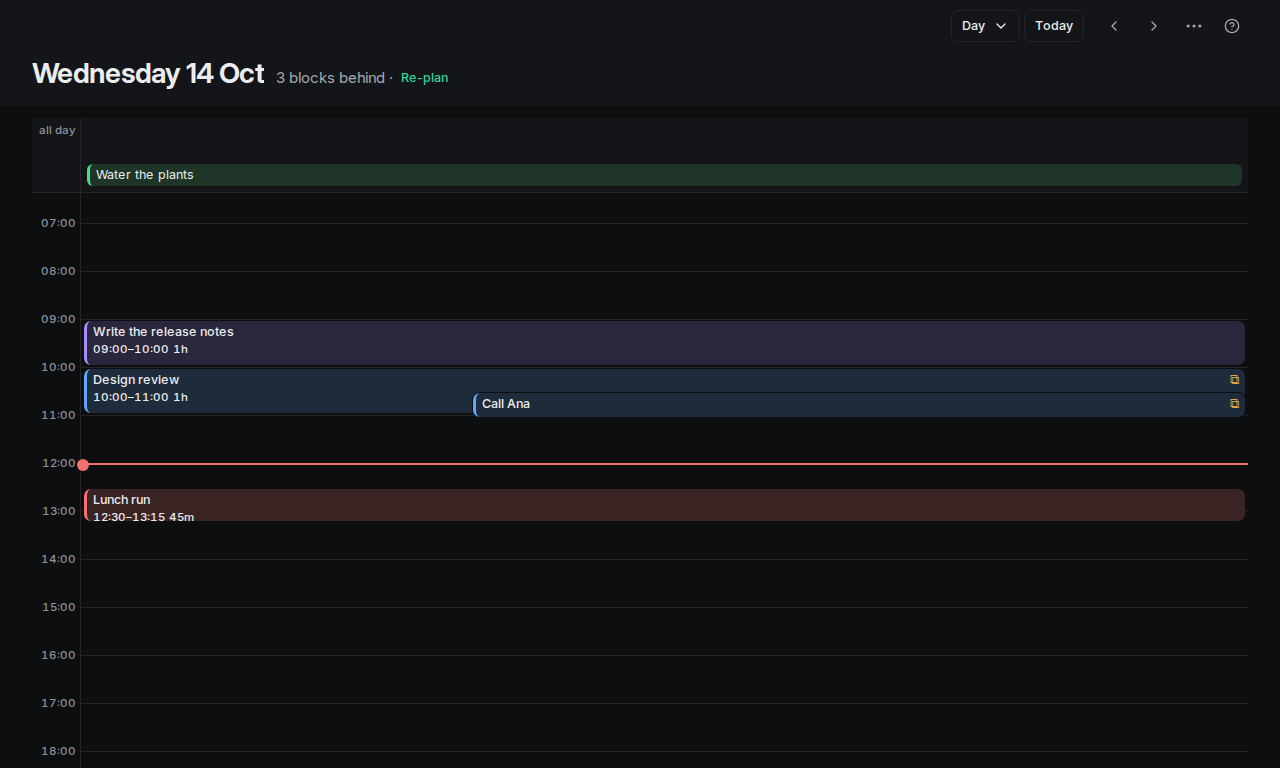 Day
Today
Wednesday 14 Oct
3 blocks behind · Re-plan
all day
Water the plants
07:00
08:00
09:00
Write the release notes
09:00–10:00 1h
10:00
Design review
10:00–11:00 1h
Call Ana
11:00
12:00
Lunch run
12:30–13:15 45m
13:00
14:00
15:00
16:00
17:00
18:00